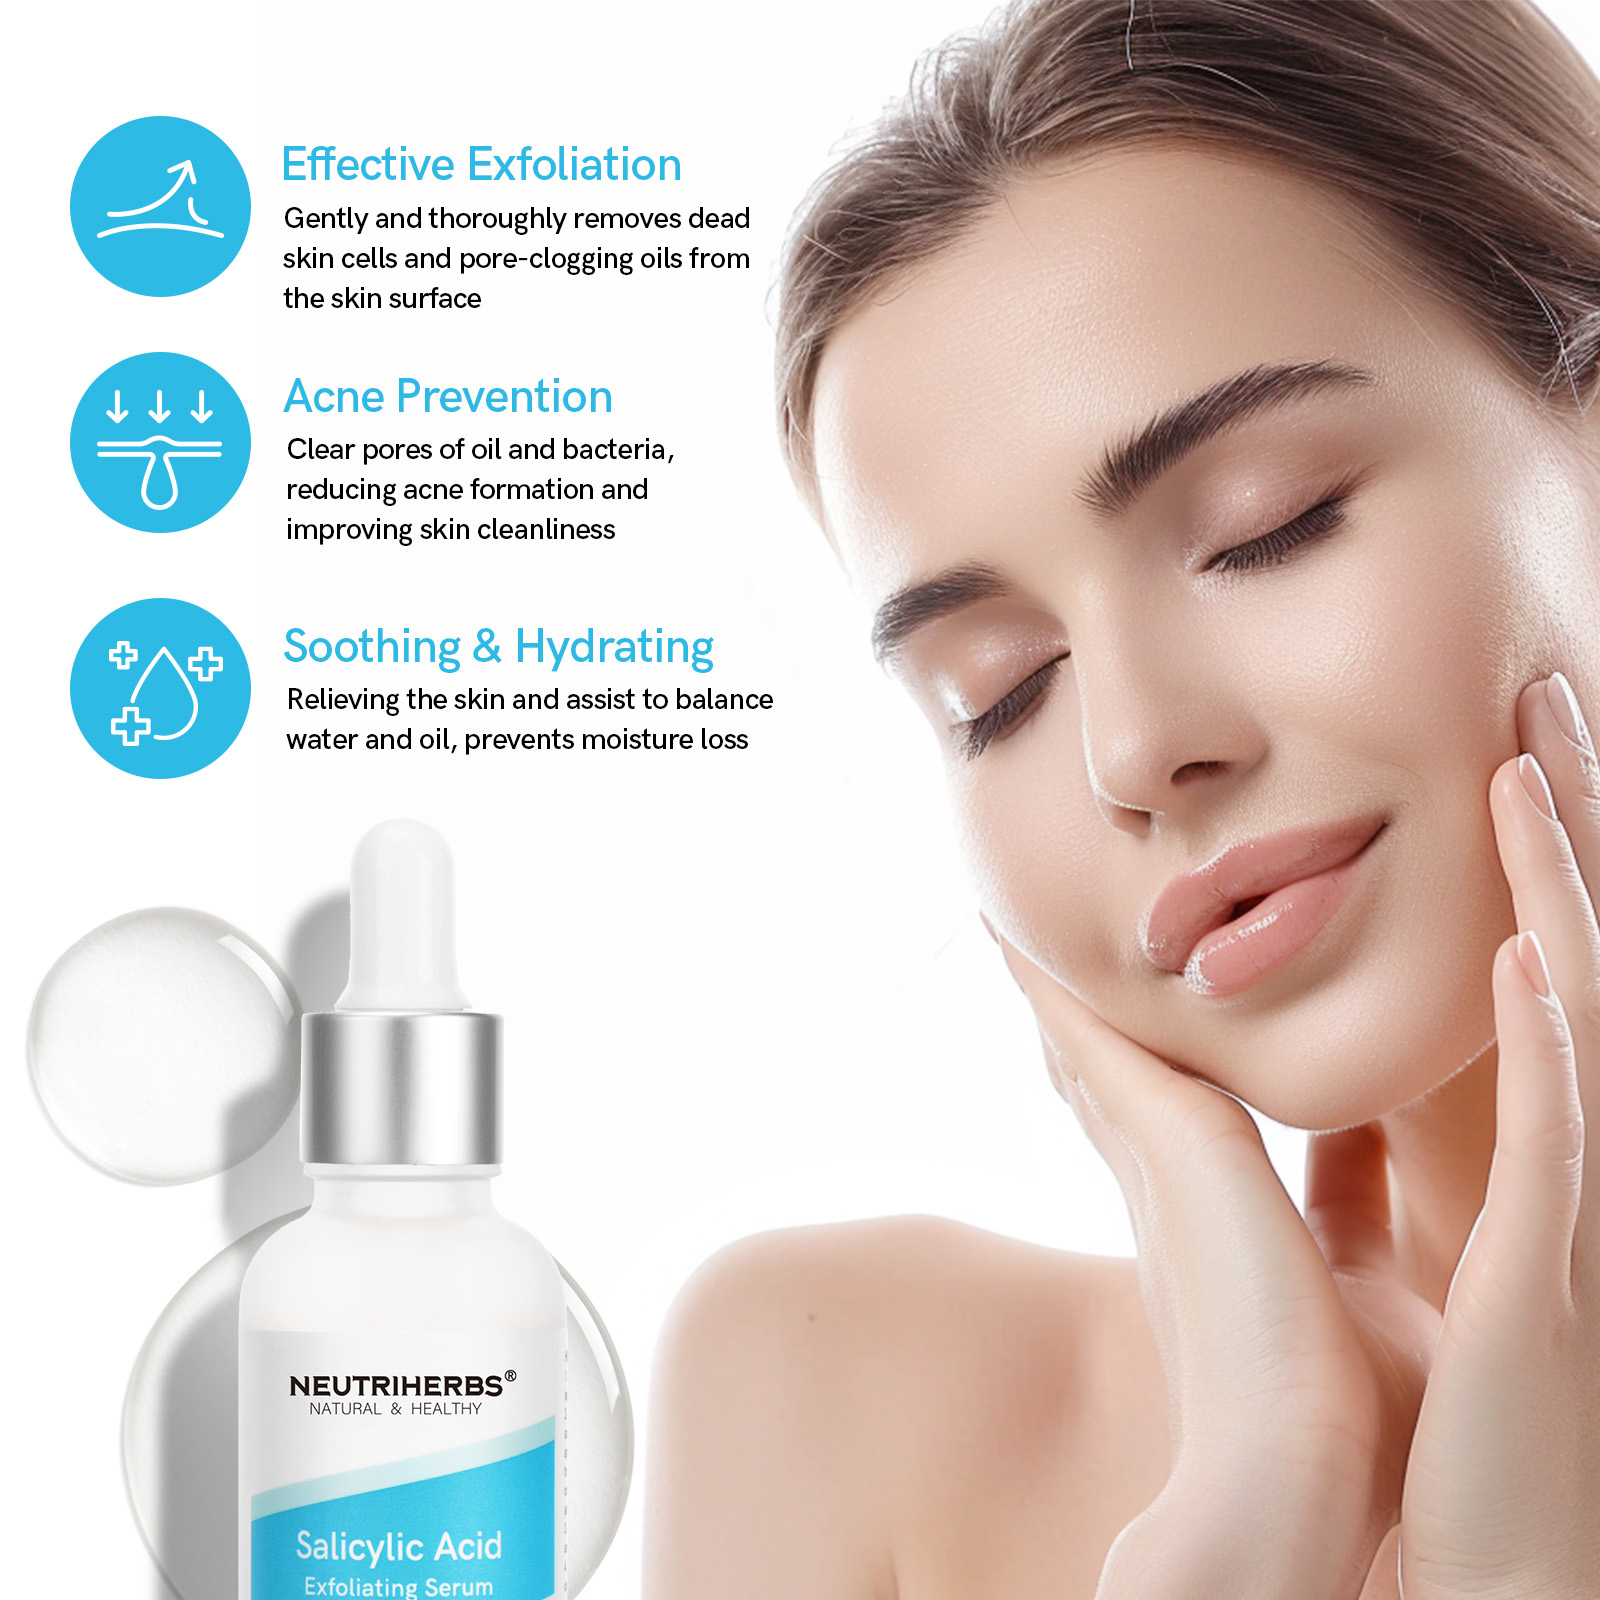 Effective Exfoliation
Gently and thoroughly removes dead
skin cells and pore-clogging oils from
the skin surface
Acne Prevention
Clear pores of oil and bacteria,
reducing acne formation and
improving skin cleanliness
Soothing & Hydrating
Relieving the skin and assist to balance
water and oil, prevents moisture loss
NEUTRIHERBS®
NATURAL & HEALTHY
Salicylic Acid
Exfoliating Serum